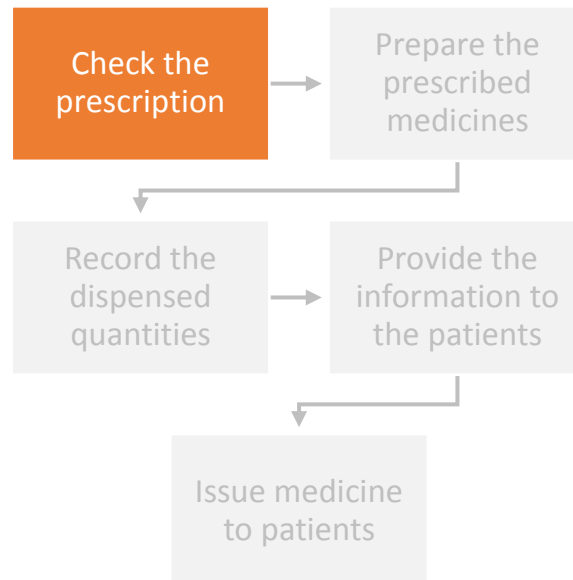 Check the
prescription
Prepare the
prescribed
medicines
Record the
dispensed
quantities
Provide the
information to
the patients
Issue medicine
to patients